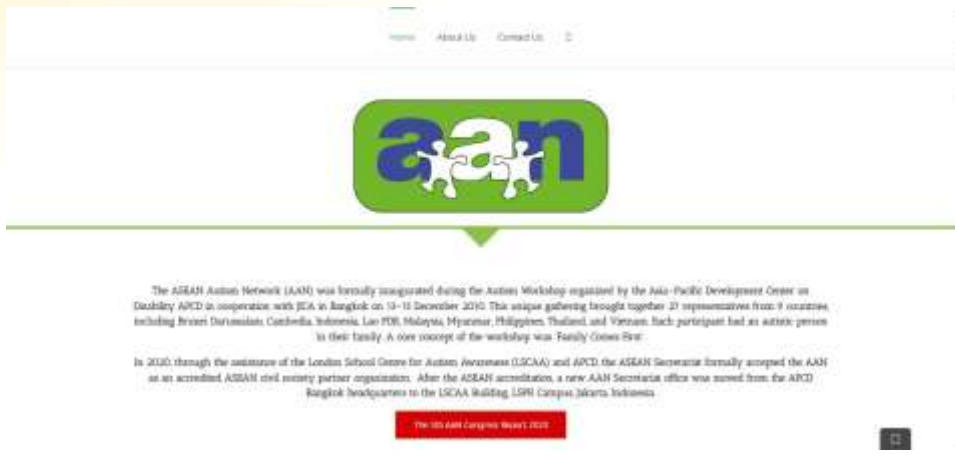 Home About Us Contact Us
aan
The ASEAN Autism Network (AAN) was formally inaugurated during the Autism Workshop organized by the Asia-Pacific Development Center on
Disability APCD in cooperation with JICA in Bangkok on 13-15 December 2010. This unique gathering brought together 27 representatives from 9 countries,
including Brunei Darussalam, Cambodia, Indonesia, Lao PDR, Malaysia, Myanmar, Philippines, Thailand, and Vietnam. Each participant had an autistic person
in their family. A core concept of the workshop was Family Comes First
In 2020, through the assistance of the London School Centre for Autism Awareness (LSCAA) and APCD, the ASEAN Secretariat formally accepted the AAN
as an accredited ASEAN civil society partner organization. After the ASEAN accreditation, a new AAN Secretariat office was moved from the APCD
Bangkok headquarters to the LSCAA Building, LSPR Campus, Jakarta, Indonesia.
The AAN Congress Report 2020